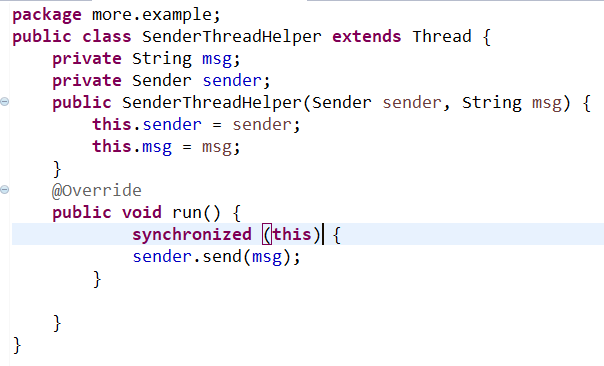 package more.example;
public class SenderThreadHelper extends Thread {
    private String msg;
    private Sender sender;
    public SenderThreadHelper(Sender sender, String msg) {
        this.sender = sender;
        this.msg = msg;
    }
    @Override
    public void run() {
            synchronized (this) {
            sender.send(msg);
        }

    }
}